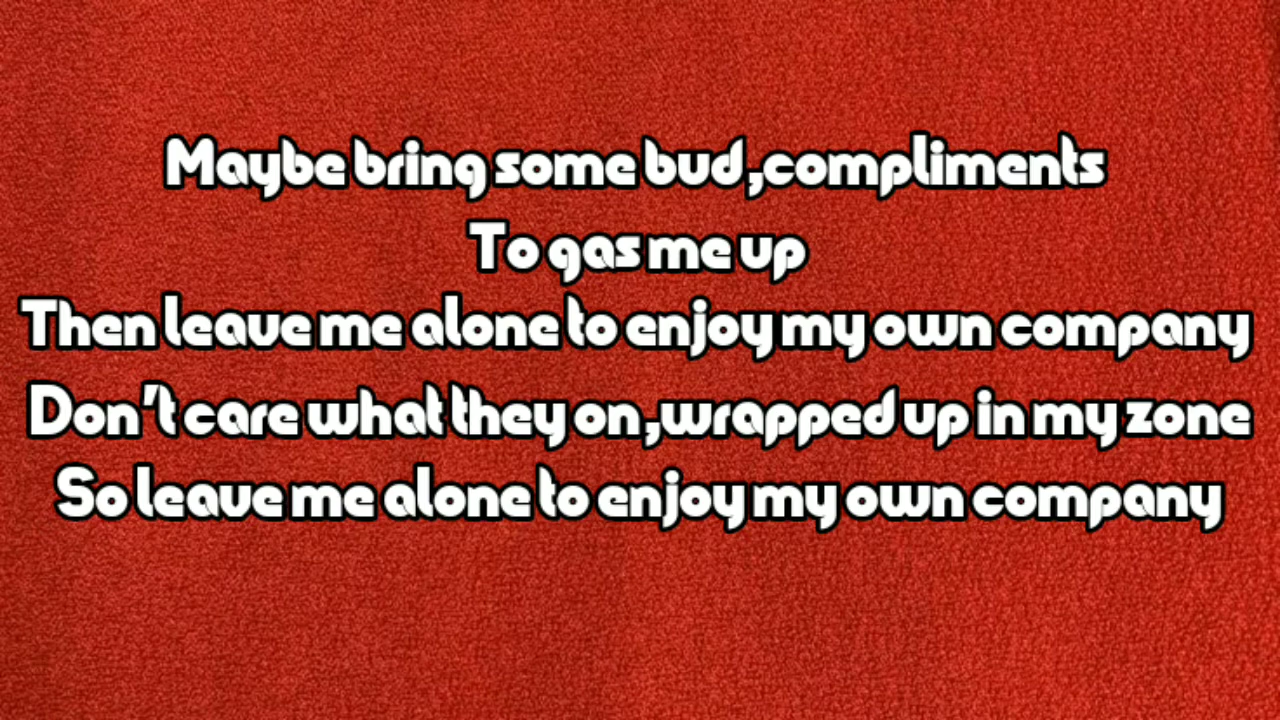 Maybe bring some bud,compliments
To gas me up
Then leave me alone to enjoy my own company
Don't care what they on,wrapped up in my zone
So leave me alone to enjoy my own company